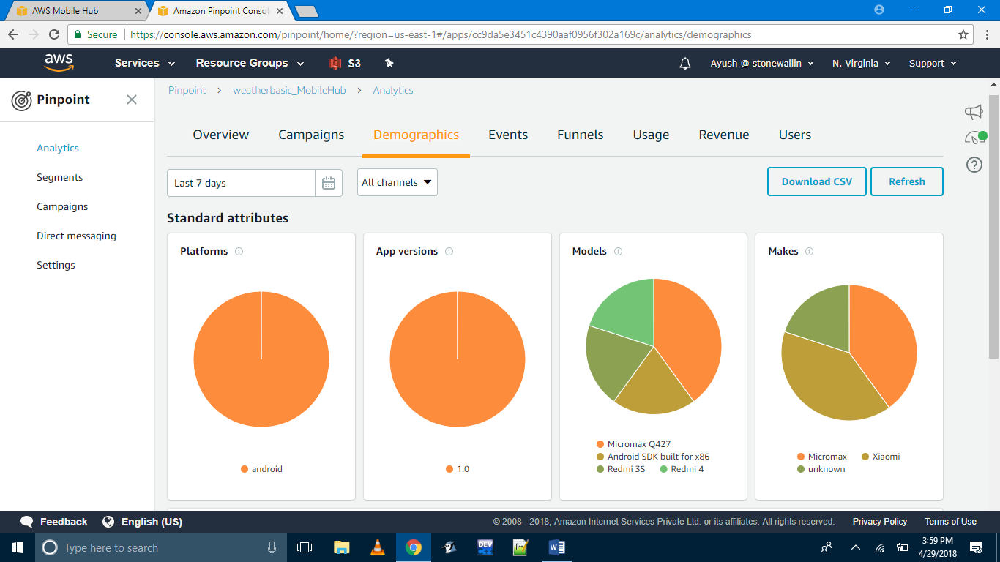 AWS Mobile Hub
Amazon Pinpoint Consol
Secure
https://console.aws.amazon.com/pinpoint/home/?region=us-east-1#/apps/cc9da5e3451c4390aaf0956f302a169c/analytics/demographics
aws
Services
Resource Groups
S3
Ayush @ stonewallin
N. Virginia
Support
Pinpoint
Pinpoint > weatherbasic_MobileHub > Analytics
Overview
Campaigns
Demographics
Events
Funnels
Usage
Revenue
Users
Analytics
Segments
Campaigns
Direct messaging
Settings
Last 7 days
All channels
Download CSV
Refresh
Standard attributes
Platforms
android
App versions
1.0
Models
Micromax Q427
Android SDK built for x86
Redmi 3S
Redmi 4
Makes
Micromax
Xiaomi
unknown
Feedback
English (US)
© 2008 - 2018, Amazon Internet Services Private Ltd. or its affiliates. All rights reserved.
Privacy Policy
Terms of Use
Type here to search
DEV
3:59 PM
4/29/2018